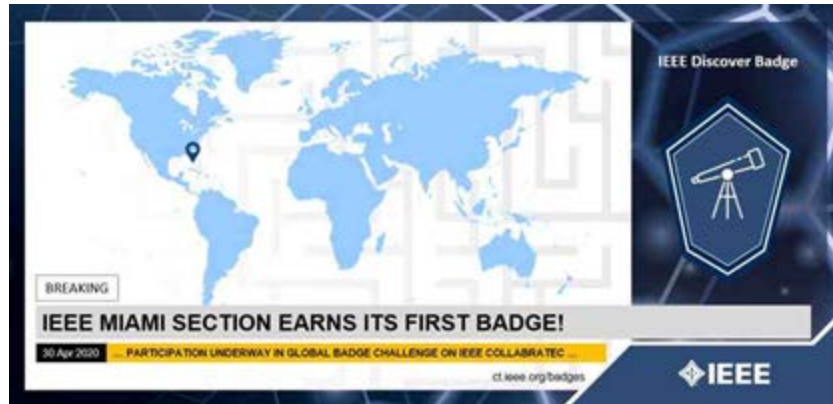 IEEE Discover Badge
BREAKING
IEEE MIAMI SECTION EARNS ITS FIRST BADGE!
30 Apr 2020 ... PARTICIPATION UNDERWAY IN GLOBAL BADGE CHALLENGE ON IEEE COLLABRATEC ...
ct.ieee.org/badges
IEEE